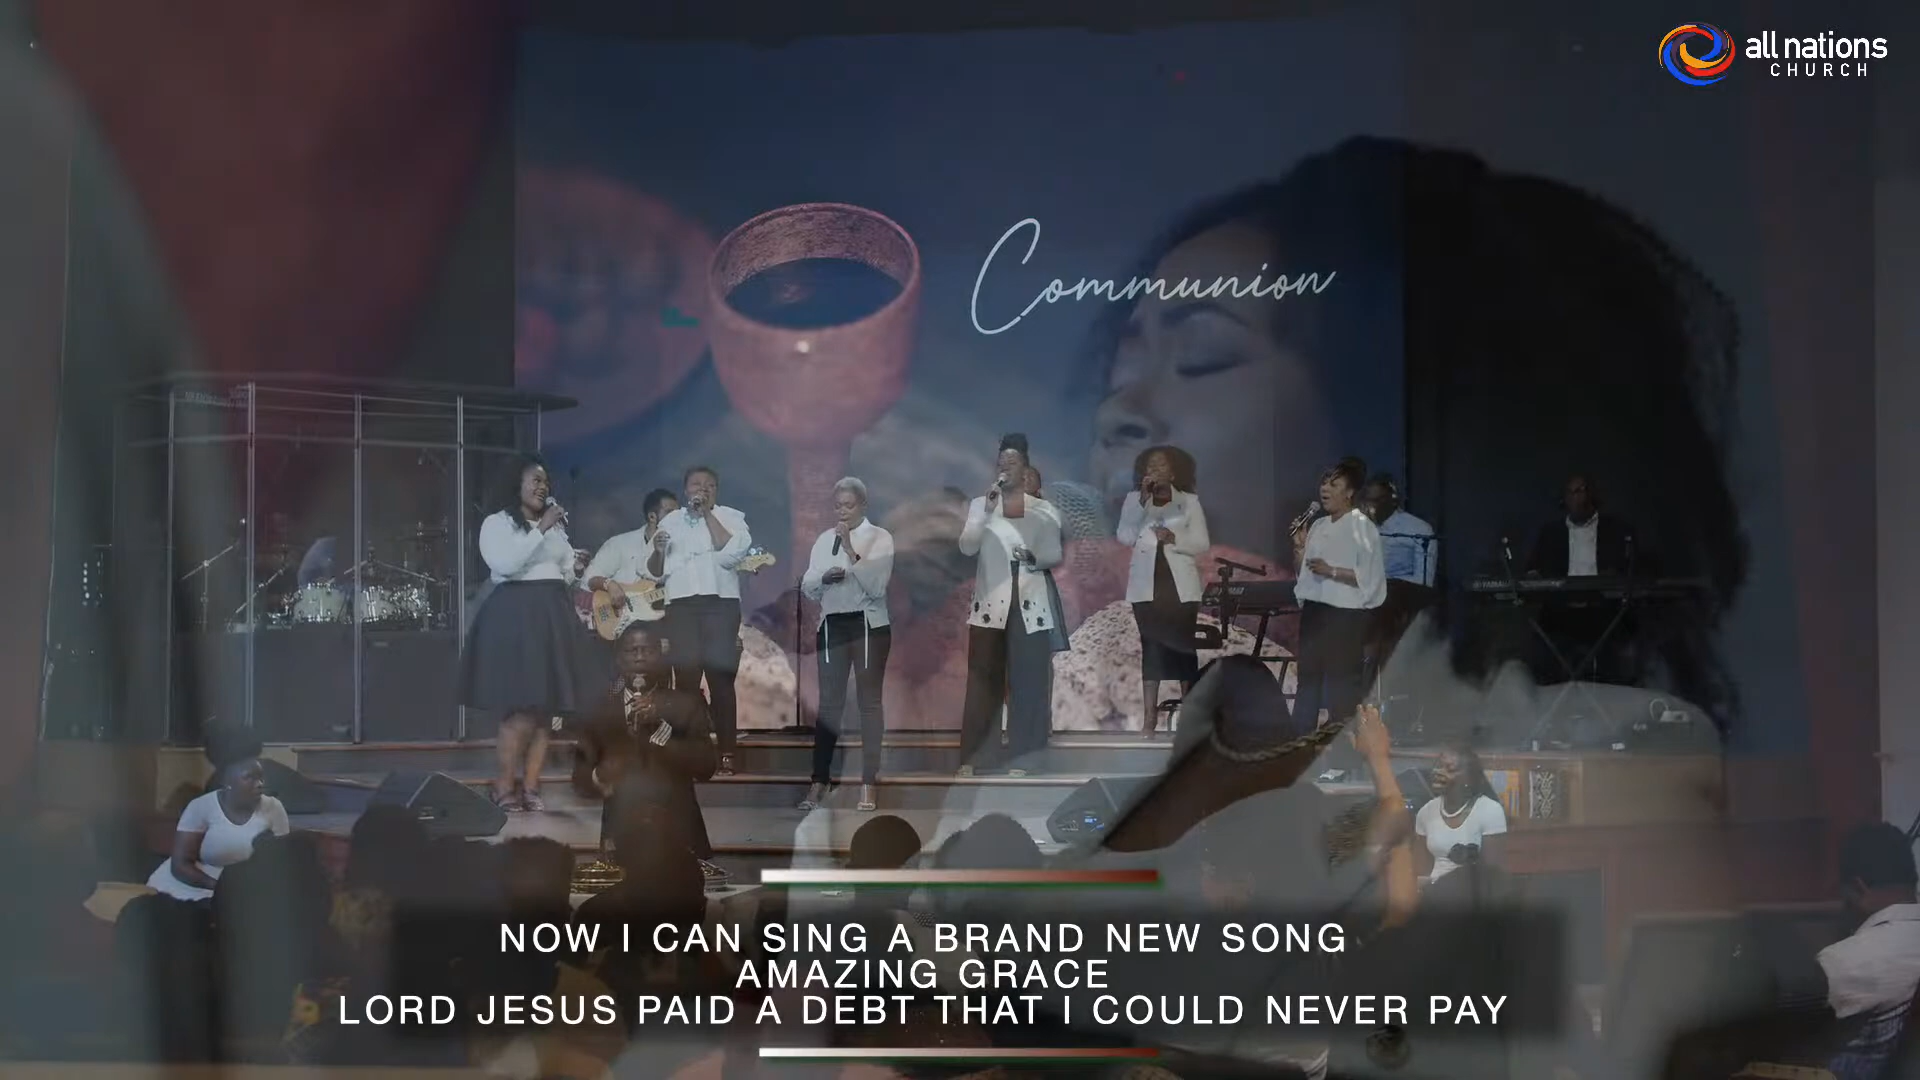 all nations
CHURCH
Communion
NOW I CAN SING A BRAND NEW SONG
AMAZING GRACE
LORD JESUS PAID A DEBT THAT I COULD NEVER PAY